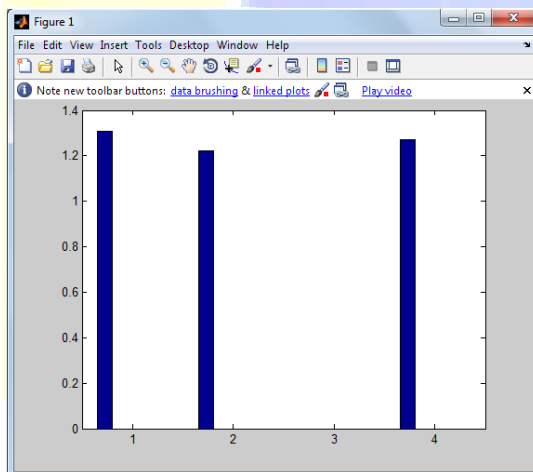 Figure 1
File Edit View Insert Tools Desktop Window Help
Note new toolbar buttons: data brushing & linked plots Play video
1.4
1.2
1
0.8
0.6
0.4
0.2
0
1 2 3 4